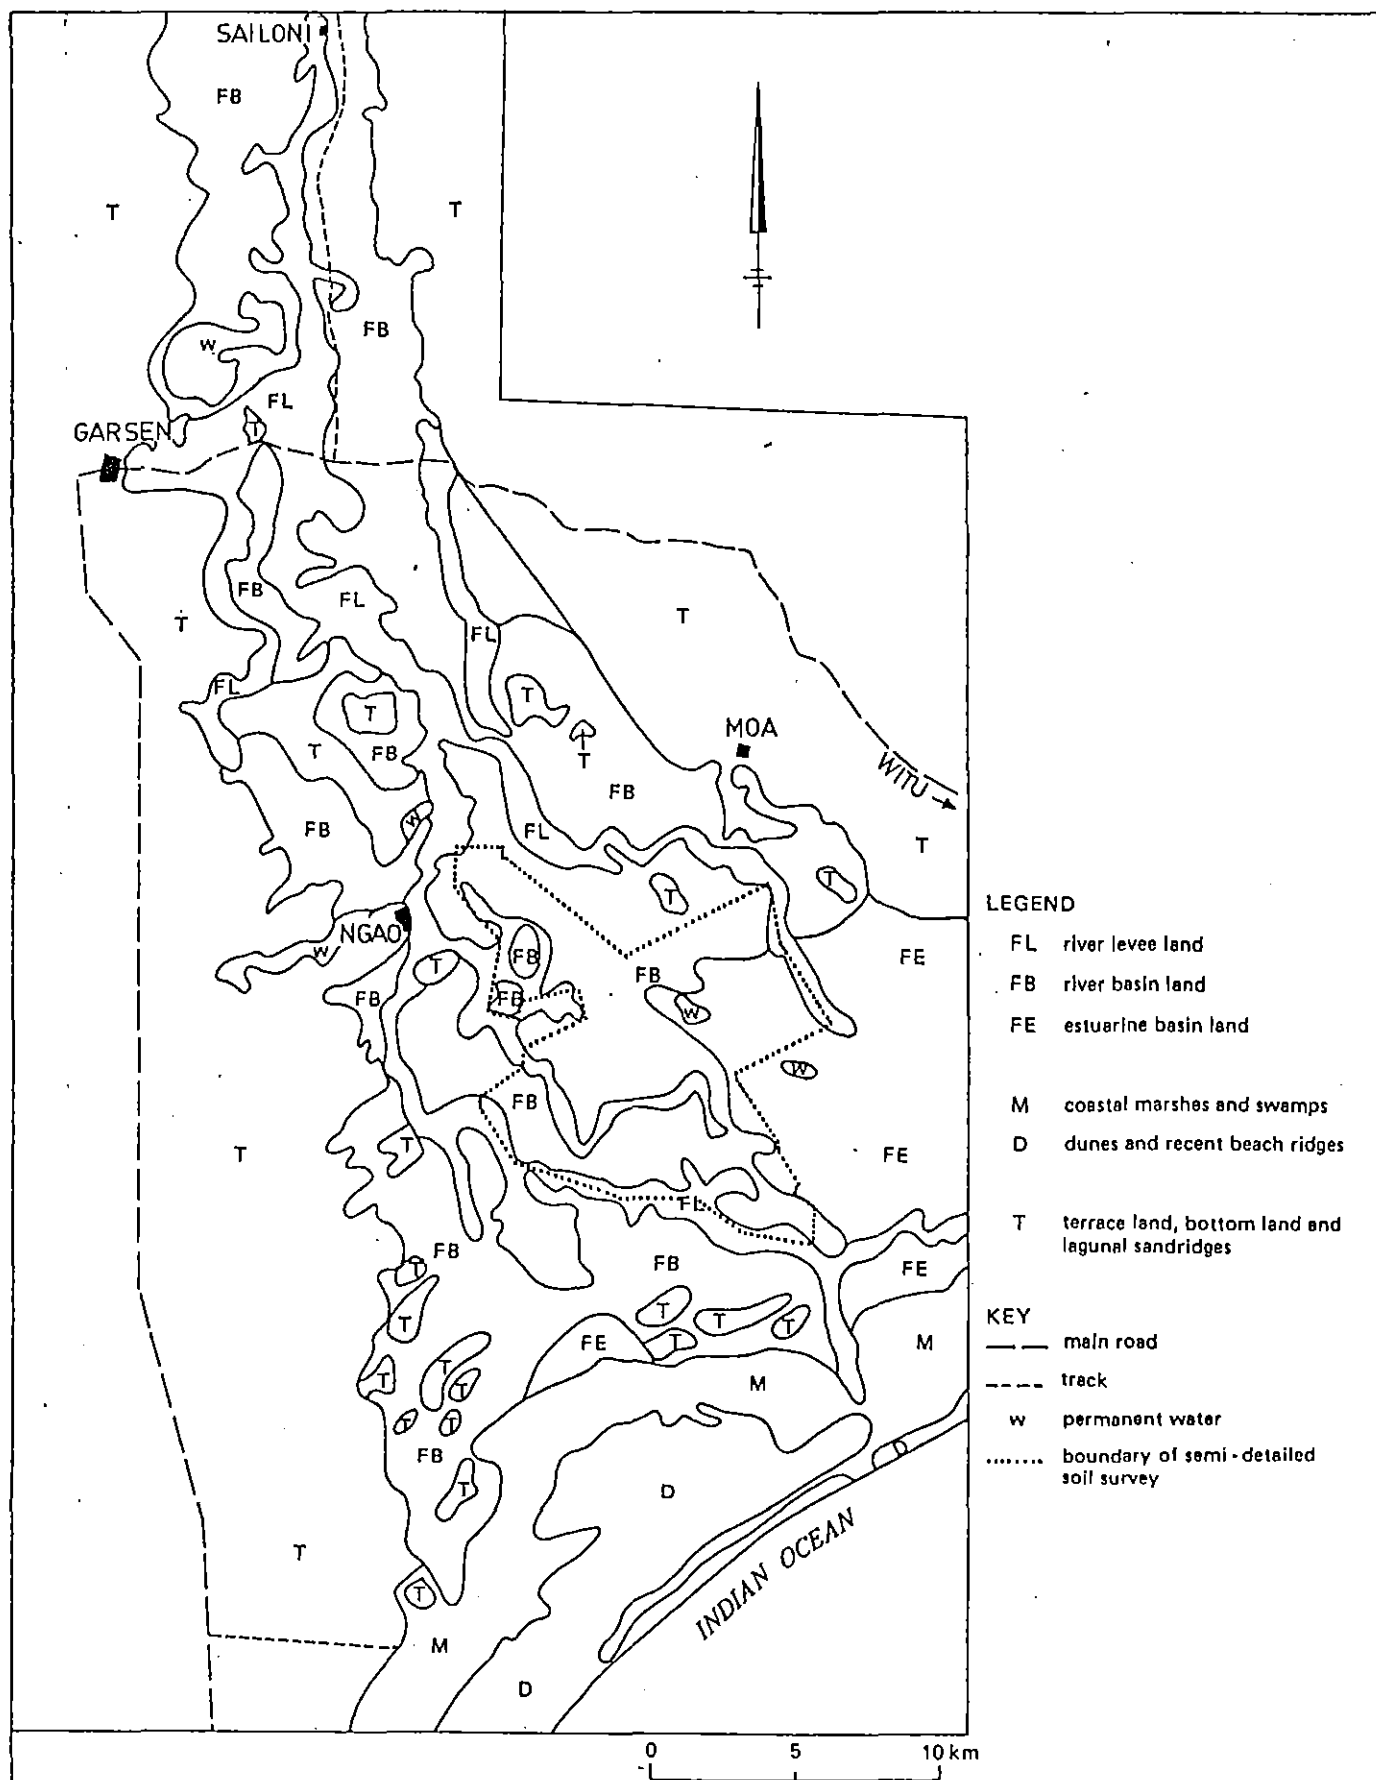 SAILONI
FB
T
T
FB
W
FL
T
GARSEN
FB
FL
T
T
FL
FL
T
T
T
FB
T
MOA
WITU
FB
W
FL
FB
T
T
T
NGAO
W
FB
T
FB
FB
FB
W
FE
W
FB
T
T
FE
FL
FB
FB
FE
T
T
T
T
T
T
T
FE
M
T
T
T
M
T
T
FB
T
D
D
T
T
INDIAN OCEAN
M
D
0 5 10 km
LEGEND
FL river levee land
FB river basin land
FE estuarine basin land
M coastal marshes and swamps
D dunes and recent beach ridges
T terrace land, bottom land and
lagunal sandridges
KEY
main road
track
w permanent water
boundary of semi-detailed
soil survey